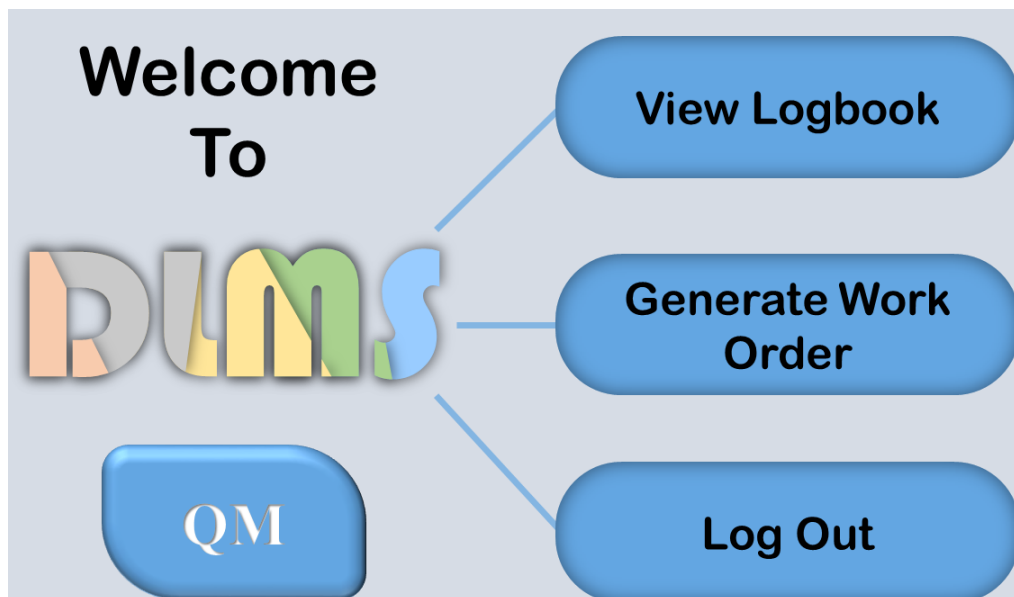 Welcome
To
DLMS
QM
View Logbook
Generate Work
Order
Log Out